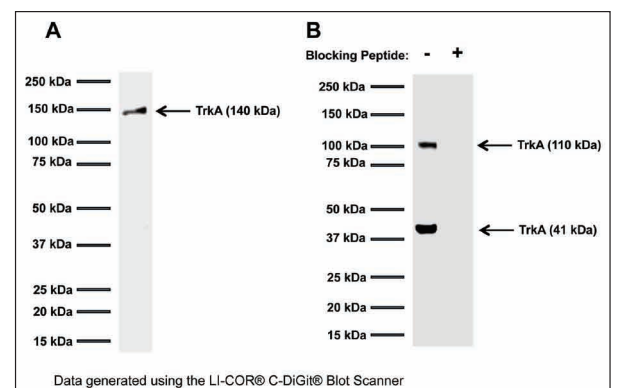 A
250 kDa
150 kDa
TrkA (140 kDa)
100 kDa
75 kDa
50 kDa
37 kDa
25 kDa
20 kDa
15 kDa
B
Blocking Peptide: - +
250 kDa
150 kDa
100 kDa
TrkA (110 kDa)
75 kDa
50 kDa
TrkA (41 kDa)
37 kDa
25 kDa
20 kDa
15 kDa
Data generated using the LI-COR® C-DiGit® Blot Scanner